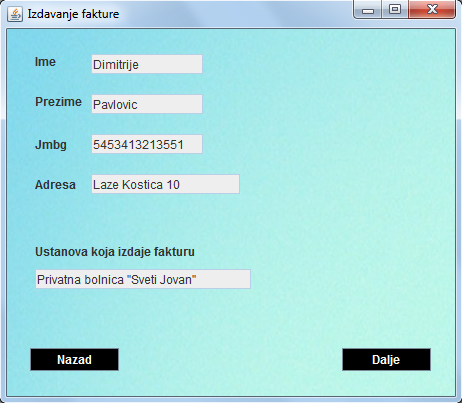 Izdavanje fakture
Ime Dimitrije
Prezime Pavlovic
Jmbg 5453413213551
Adresa Laze Kostica 10
Ustanova koja izdaje fakturu
Privatna bolnica "Sveti Jovan"
Nazad Dalje